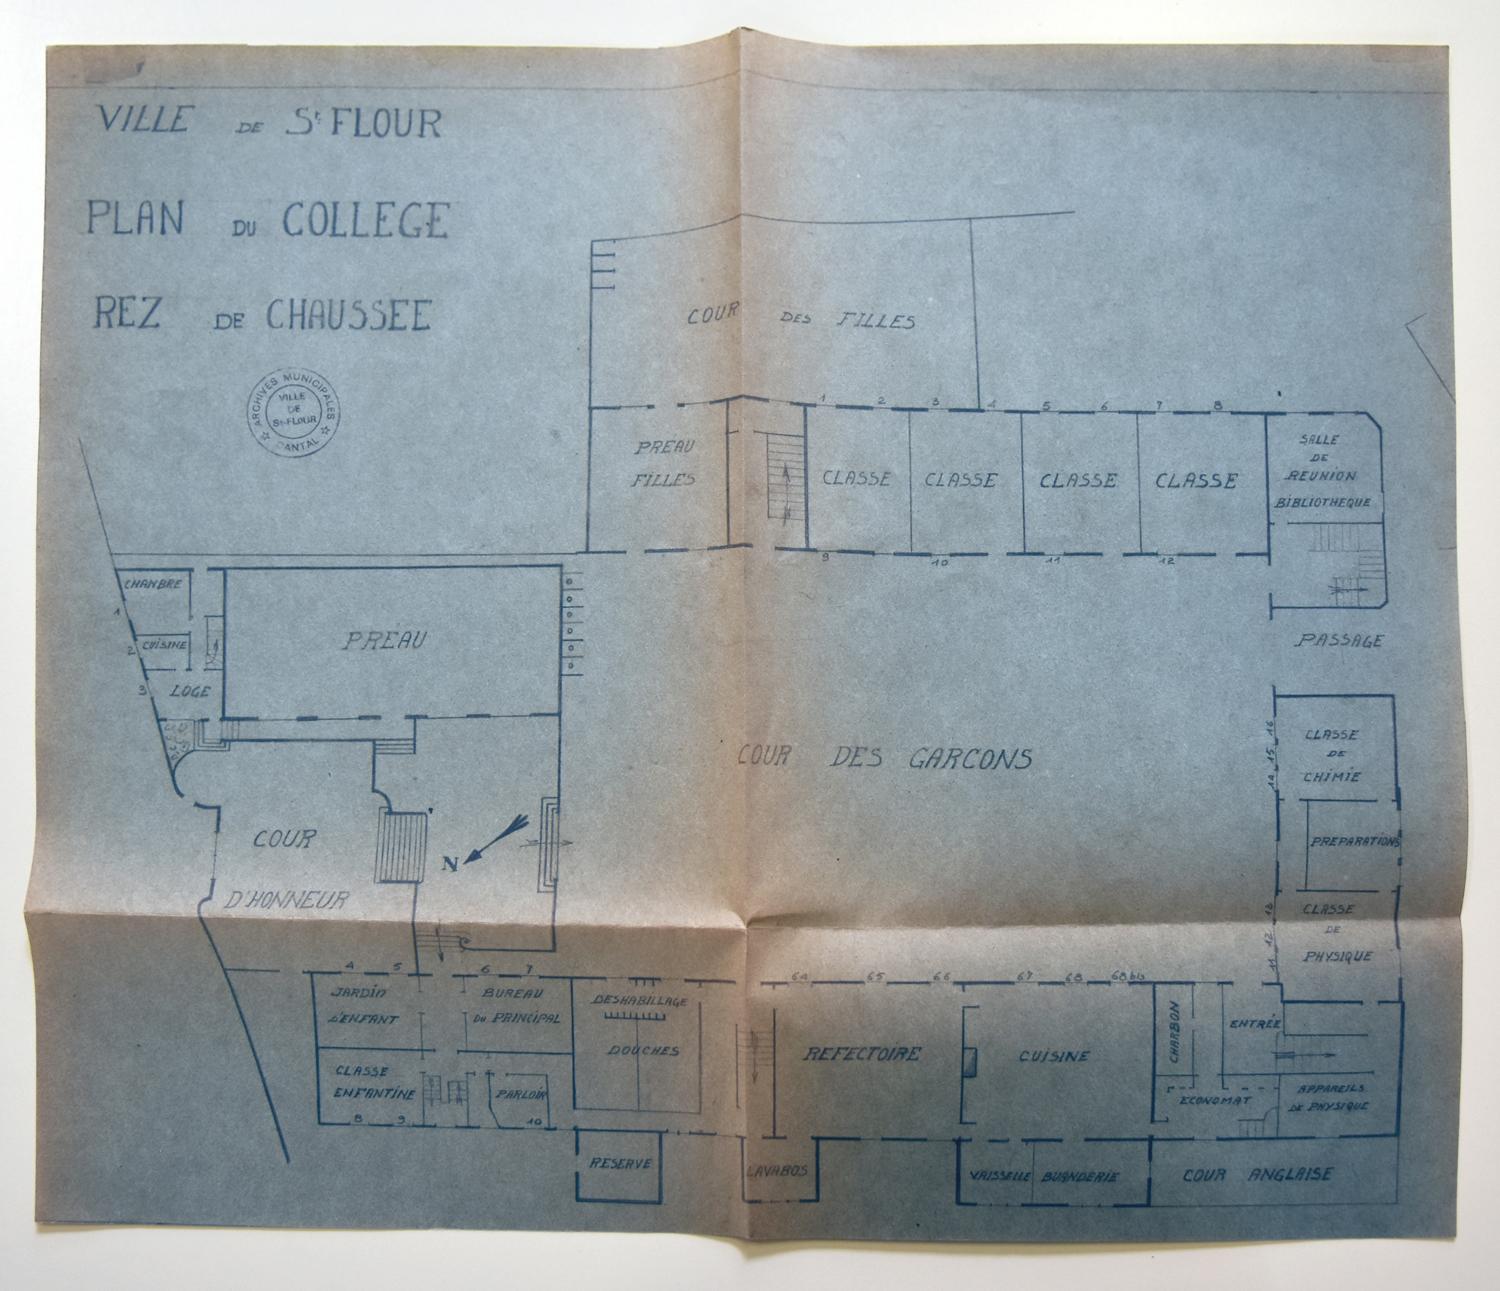 VILLE DE St FLOUR
PLAN DU COLLEGE
REZ DE CHAUSSEE
ARCHIVES MUNICIPALES
VILLE
DE
St-FLOUR
☆ CANTAL ☆
COUR DES FILLES
1 2 3 4 5 6 7 8
PREAU
FILLES
CLASSE
CLASSE
CLASSE
CLASSE
SALLE
DE
REUNION
BIBLIOTHEQUE
9 10 11 12
CHAMBRE
1
CUISINE
2
LOGE
3
PREAU
PASSAGE
COUR DES GARCONS
CLASSE
DE
CHIMIE
14 15 16
PREPARATIONS
CLASSE
DE
PHYSIQUE
11 12 13
COUR
D'HONNEUR
N
4 5 6 7
JARDIN
D'ENFANT
BUREAU
DU PRINCIPAL
CLASSE
ENFANTINE
PARLOIR
8 9 10
DESHABILLAGE
DOUCHES
64 65 66 67 68 68bis
REFECTOIRE
CUISINE
CHARBON
ENTRÉE
ECONOMAT
APPAREILS
DE PHYSIQUE
RESERVE
LAVABOS
VAISSELLE
BUANDERIE
COUR ANGLAISE